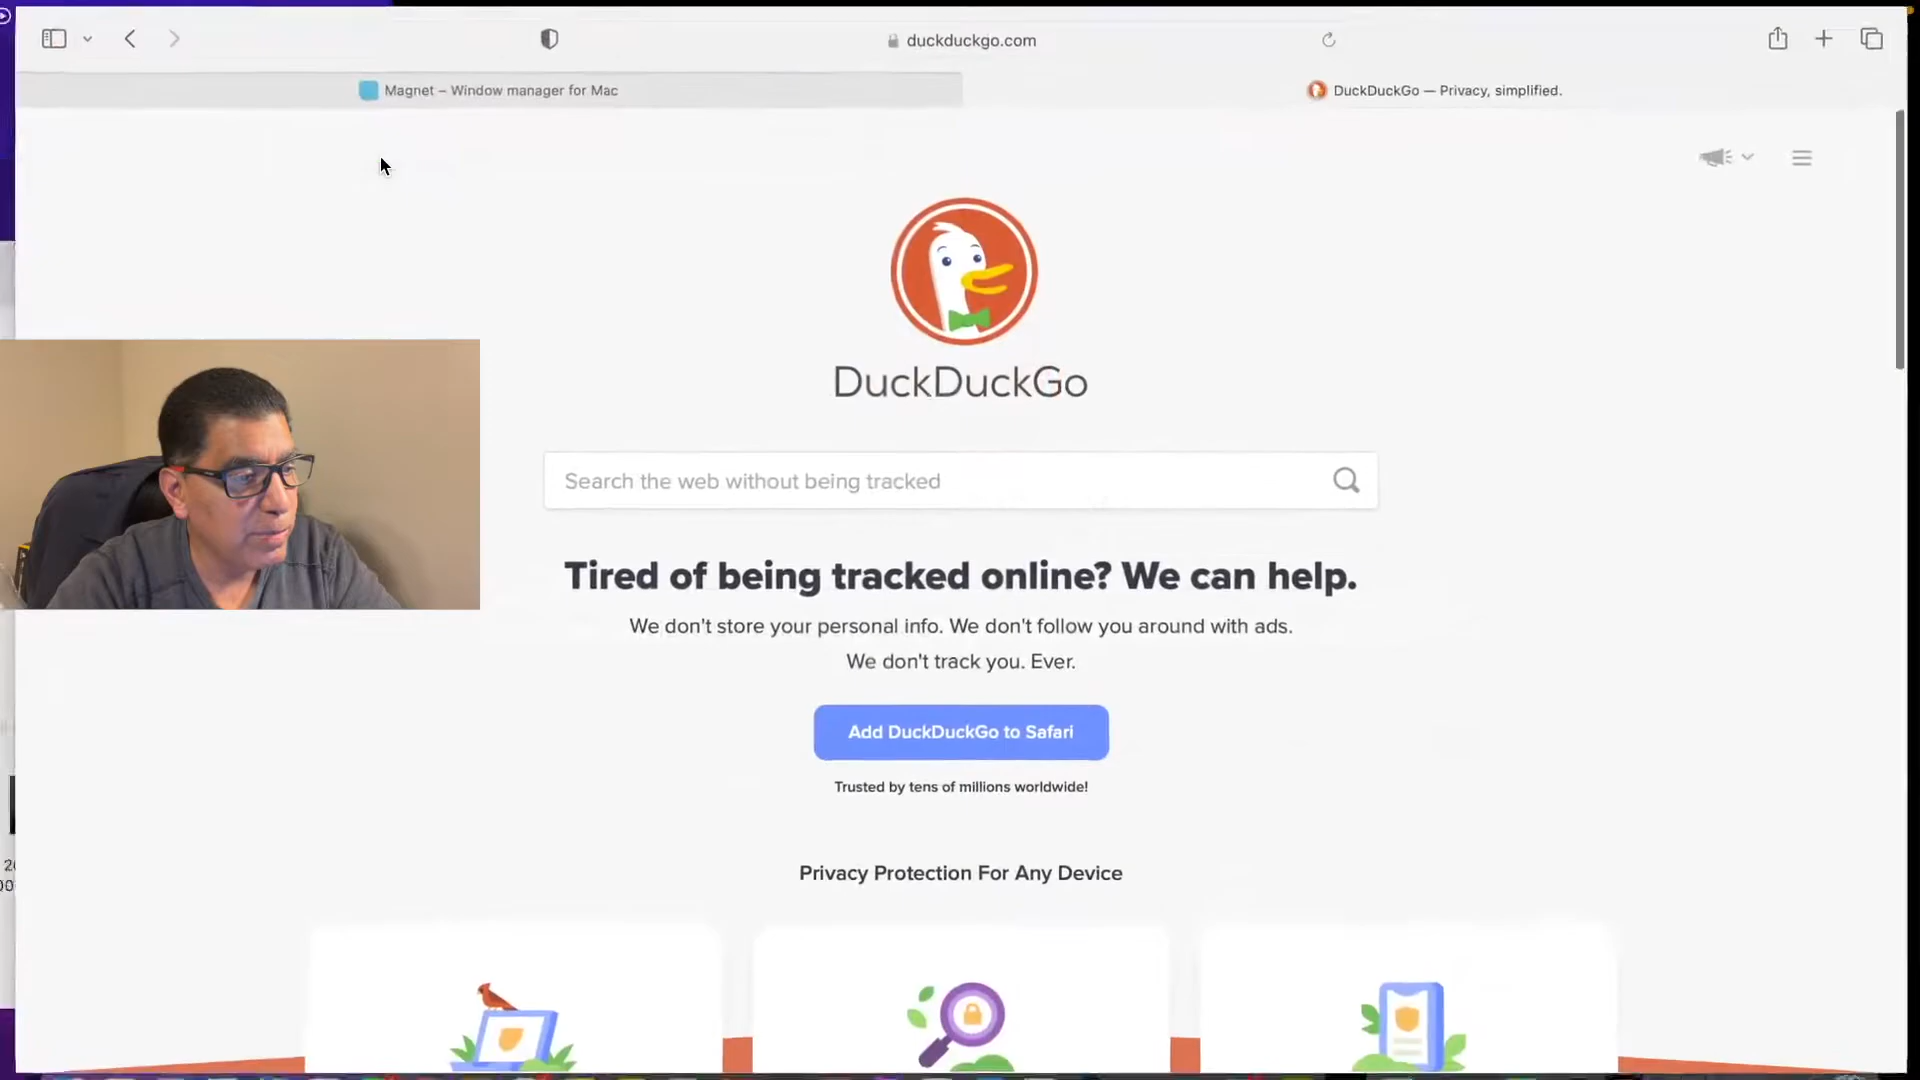 duckduckgo.com
Magnet – Window manager for Mac
DuckDuckGo — Privacy, simplified.
DuckDuckGo
Search the web without being tracked
Tired of being tracked online? We can help.
We don't store your personal info. We don't follow you around with ads.
We don't track you. Ever.
Add DuckDuckGo to Safari
Trusted by tens of millions worldwide!
Privacy Protection For Any Device